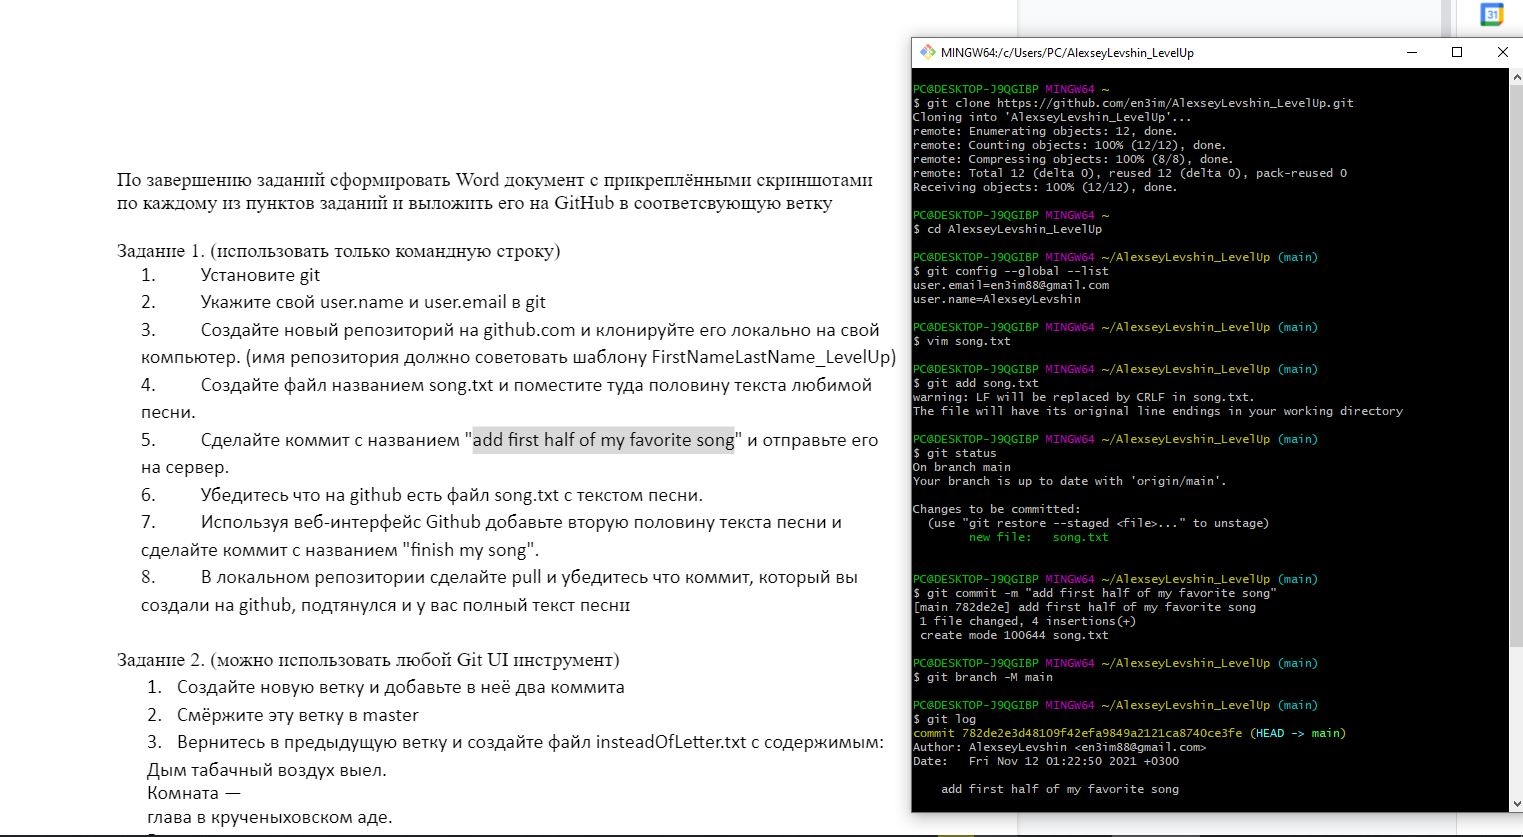 По завершению заданий сформировать Word документ с прикреплёнными скриншотами
по каждому из пунктов заданий и выложить его на GitHub в соответсвующую ветку
Задание 1. (использовать только командную строку)
1. Установите git
2. Укажите свой user.name и user.email в git
3. Создайте новый репозиторий на github.com и клонируйте его локально на свой
компьютер. (имя репозитория должно советовать шаблону FirstNameLastName_LevelUp)
4. Создайте файл названием song.txt и поместите туда половину текста любимой
песни.
5. Сделайте коммит с названием "add first half of my favorite song" и отправьте его
на сервер.
6. Убедитесь что на github есть файл song.txt с текстом песни.
7. Используя веб-интерфейс Github добавьте вторую половину текста песни и
сделайте коммит с названием "finish my song".
8. В локальном репозитории сделайте pull и убедитесь что коммит, который вы
создали на github, подтянулся и у вас полный текст песни
Задание 2. (можно использовать любой Git UI инструмент)
1. Создайте новую ветку и добавьте в неё два коммита
2. Смёржите эту ветку в master
3. Вернитесь в предыдущую ветку и создайте файл insteadOfLetter.txt с содержимым:
Дым табачный воздух выел.
Комната —
глава в крученыховском аде.
31
MINGW64:/c/Users/PC/AlexseyLevshin_LevelUp
PC@DESKTOP-J9QGIBP MINGW64 ~
$ git clone https://github.com/en3im/AlexseyLevshin_LevelUp.git
Cloning into 'AlexseyLevshin_LevelUp'...
remote: Enumerating objects: 12, done.
remote: Counting objects: 100% (12/12), done.
remote: Compressing objects: 100% (8/8), done.
remote: Total 12 (delta 0), reused 12 (delta 0), pack-reused 0
Receiving objects: 100% (12/12), done.
PC@DESKTOP-J9QGIBP MINGW64 ~
$ cd AlexseyLevshin_LevelUp
PC@DESKTOP-J9QGIBP MINGW64 ~/AlexseyLevshin_LevelUp (main)
$ git config --global --list
user.email=en3im88@gmail.com
user.name=AlexseyLevshin
PC@DESKTOP-J9QGIBP MINGW64 ~/AlexseyLevshin_LevelUp (main)
$ vim song.txt
PC@DESKTOP-J9QGIBP MINGW64 ~/AlexseyLevshin_LevelUp (main)
$ git add song.txt
warning: LF will be replaced by CRLF in song.txt.
The file will have its original line endings in your working directory
PC@DESKTOP-J9QGIBP MINGW64 ~/AlexseyLevshin_LevelUp (main)
$ git status
On branch main
Your branch is up to date with 'origin/main'.
Changes to be committed:
(use "git restore --staged <file>..." to unstage)
new file: song.txt
PC@DESKTOP-J9QGIBP MINGW64 ~/AlexseyLevshin_LevelUp (main)
$ git commit -m "add first half of my favorite song"
[main 782de2e] add first half of my favorite song
1 file changed, 4 insertions(+)
create mode 100644 song.txt
PC@DESKTOP-J9QGIBP MINGW64 ~/AlexseyLevshin_LevelUp (main)
$ git branch -M main
PC@DESKTOP-J9QGIBP MINGW64 ~/AlexseyLevshin_LevelUp (main)
$ git log
commit 782de2e3d48109f42efa9849a2121ca8740ce3fe (HEAD -> main)
Author: AlexseyLevshin <en3im88@gmail.com>
Date: Fri Nov 12 01:22:50 2021 +0300
add first half of my favorite song